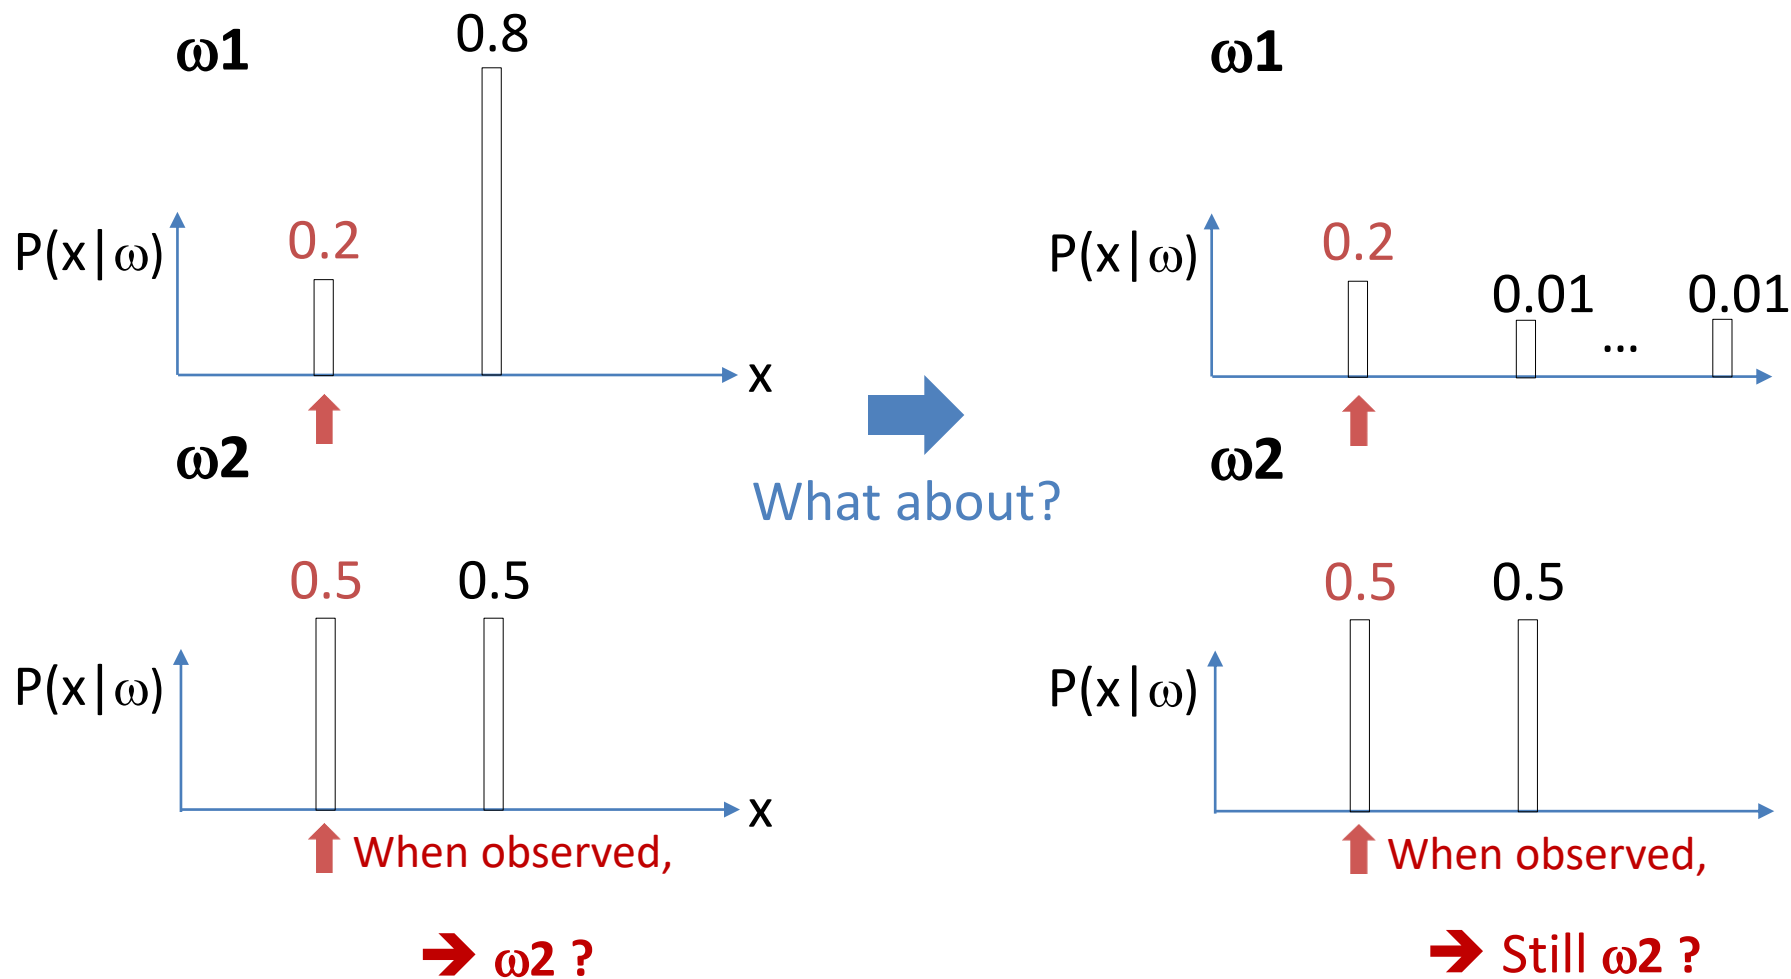 ω1
0.8
0.2
P(x|ω)
x
ω2
0.5 0.5
P(x|ω)
x
When observed,
➔ ω2 ?
What about?
ω1
0.2
0.01 ... 0.01
P(x|ω)
ω2
0.5 0.5
P(x|ω)
When observed,
➔ Still ω2 ?